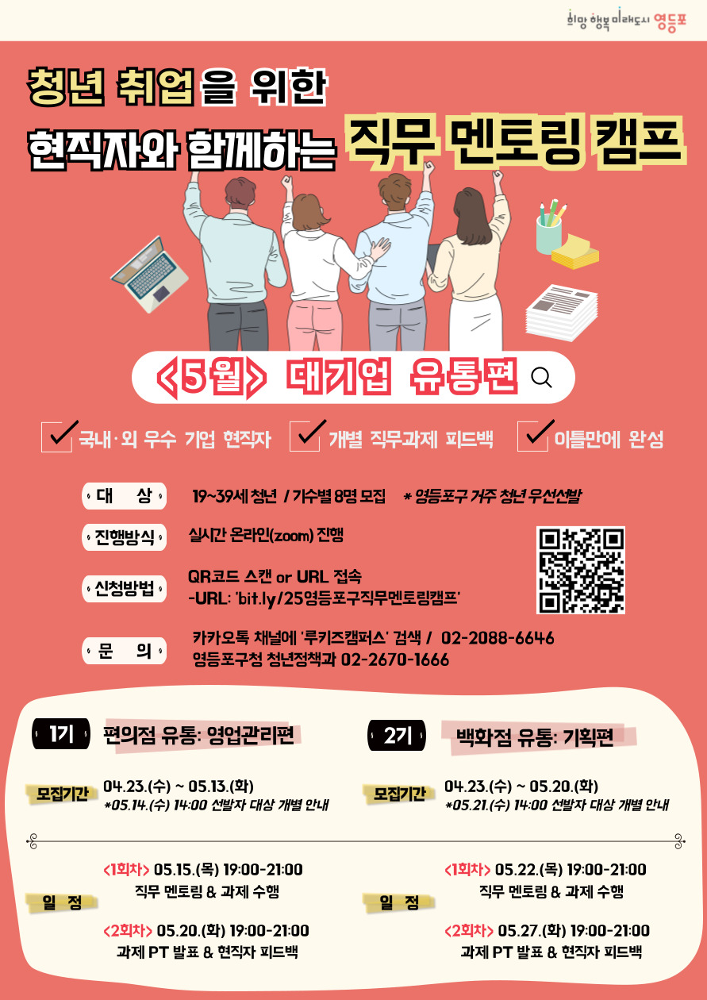 희망 행복 미래도시 영등포
청년 취업을 위한
현직자와 함께하는 직무 멘토링 캠프
<5월> 대기업 유통편
국내·외 우수 기업 현직자
개별 직무과제 피드백
이틀만에 완성
대 상
19~39세 청년 / 기수별 8명 모집 * 영등포구 거주 청년 우선선발
진행방식
실시간 온라인(zoom) 진행
신청방법
QR코드 스캔 or URL 접속
-URL: 'bit.ly/25영등포구직무멘토링캠프'
문 의
카카오톡 채널에 '루키즈캠퍼스' 검색 / 02-2088-6646
영등포구청 청년정책과 02-2670-1666
1기 편의점 유통: 영업관리편
모집기간
04.23.(수) ~ 05.13.(화)
*05.14.(수) 14:00 선발자 대상 개별 안내
일 정
<1회차> 05.15.(목) 19:00-21:00
직무 멘토링 & 과제 수행
<2회차> 05.20.(화) 19:00-21:00
과제 PT 발표 & 현직자 피드백
2기 백화점 유통: 기획편
모집기간
04.23.(수) ~ 05.20.(화)
*05.21.(수) 14:00 선발자 대상 개별 안내
일 정
<1회차> 05.22.(목) 19:00-21:00
직무 멘토링 & 과제 수행
<2회차> 05.27.(화) 19:00-21:00
과제 PT 발표 & 현직자 피드백